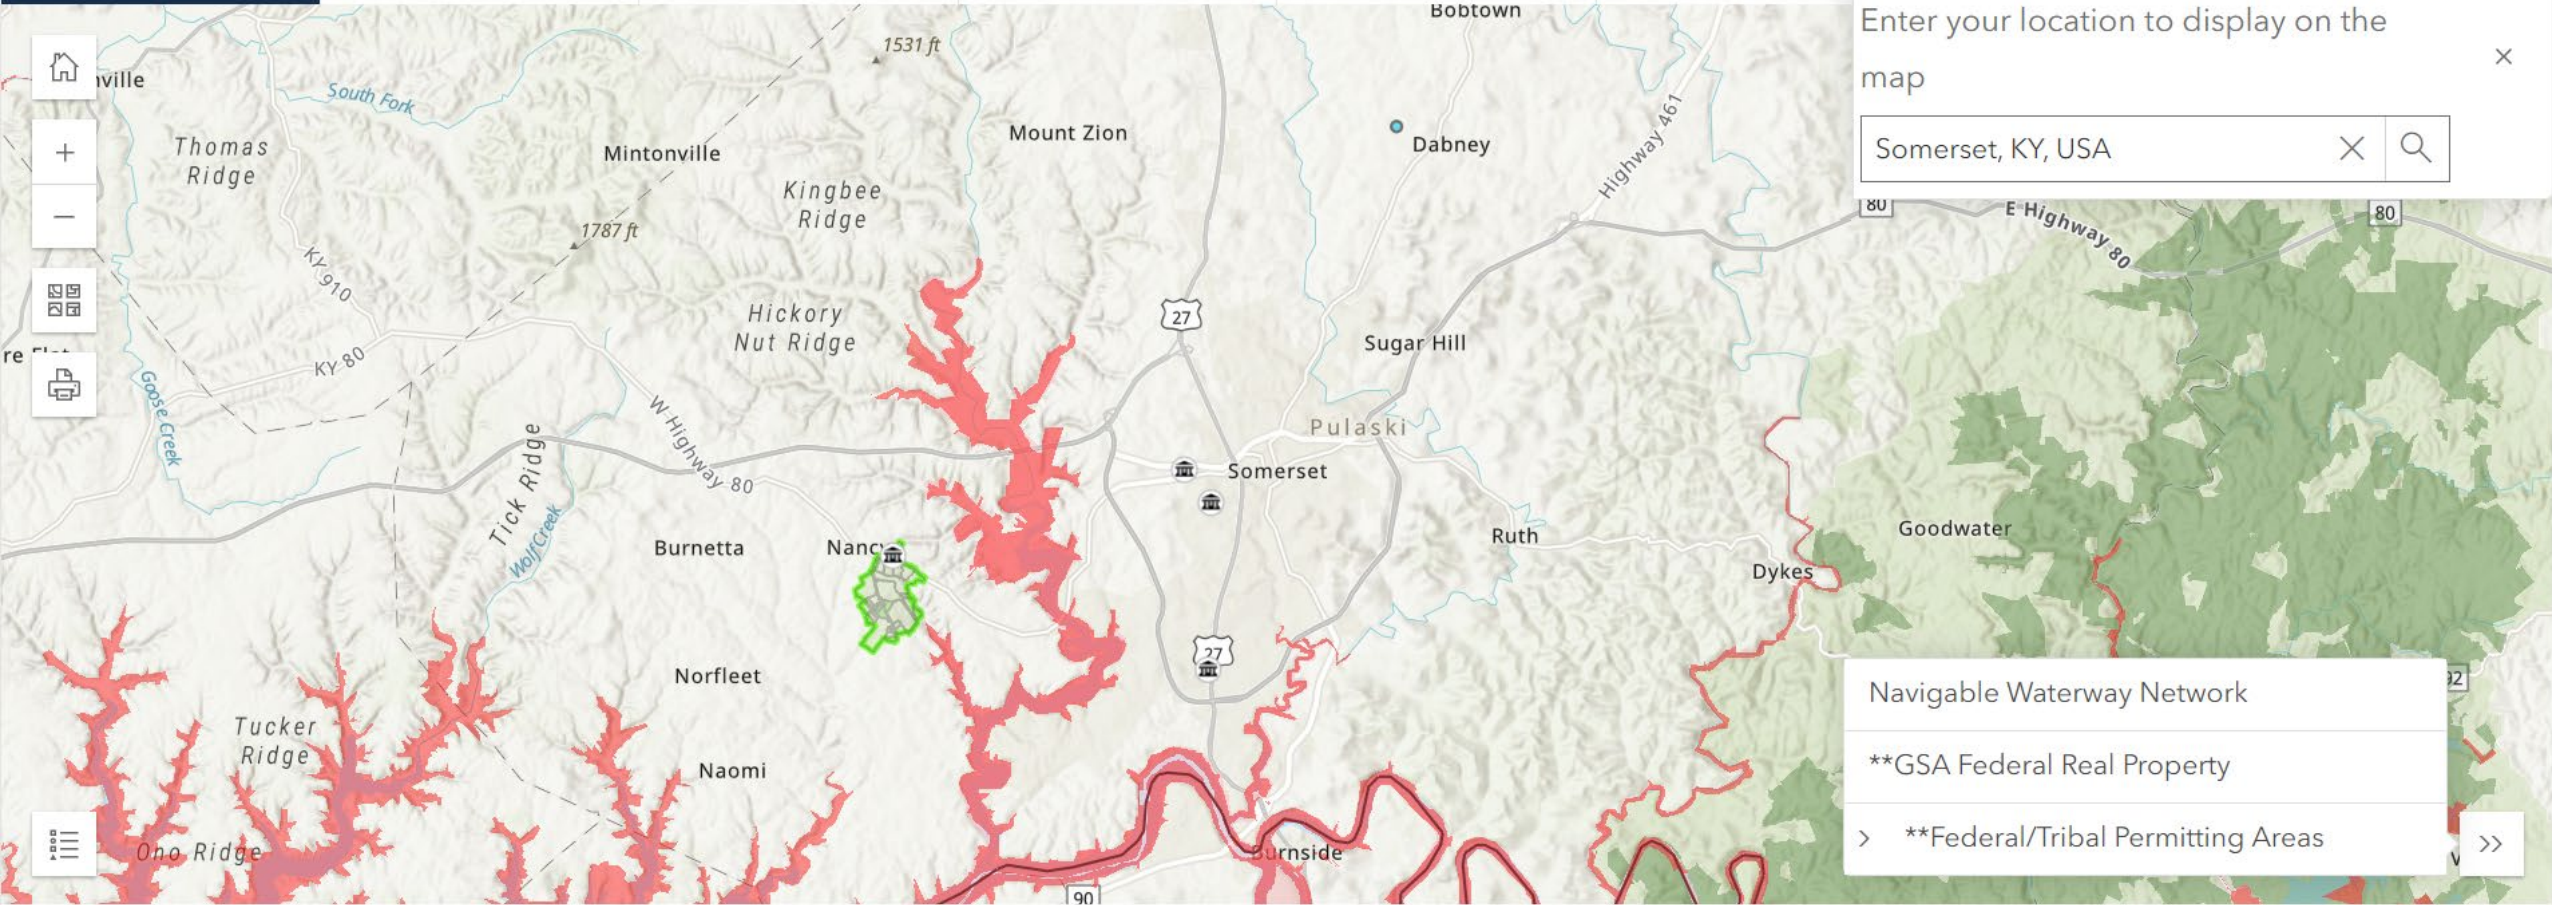 Bobtown
Enter your location to display on the
map
Somerset, KY, USA
1531 ft
South Fork
Mount Zion
Dabney
Highway 461
Thomas
Ridge
Mintonville
Kingbee
Ridge
1787 ft
80
E Highway 80
80
KY 910
Hickory
Nut Ridge
27
Sugar Hill
KY 80
Goose Creek
W Highway 80
Pulaski
Tick Ridge
Somerset
Wolf Creek
Burnetta
Nancy
Ruth
Goodwater
Dykes
27
Norfleet
Navigable Waterway Network
Tucker
Ridge
Naomi
**GSA Federal Real Property
**Federal/Tribal Permitting Areas
Ono Ridge
Burnside
90